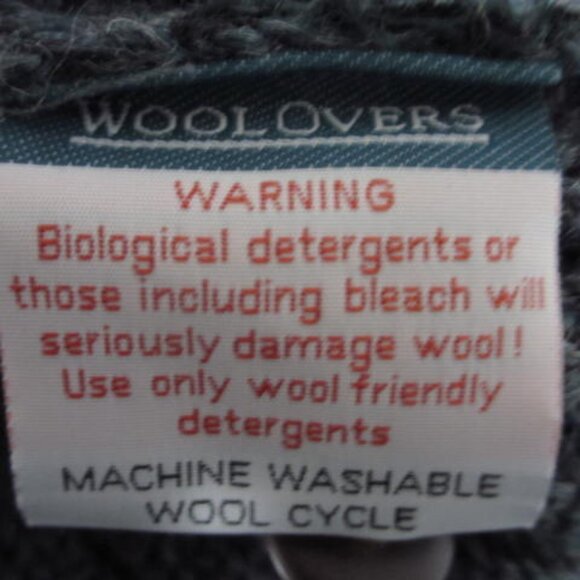 WOOLOVERS
WARNING
Biological detergents or
those including bleach will
seriously damage wool!
Use only wool friendly
detergents
MACHINE WASHABLE
WOOL CYCLE